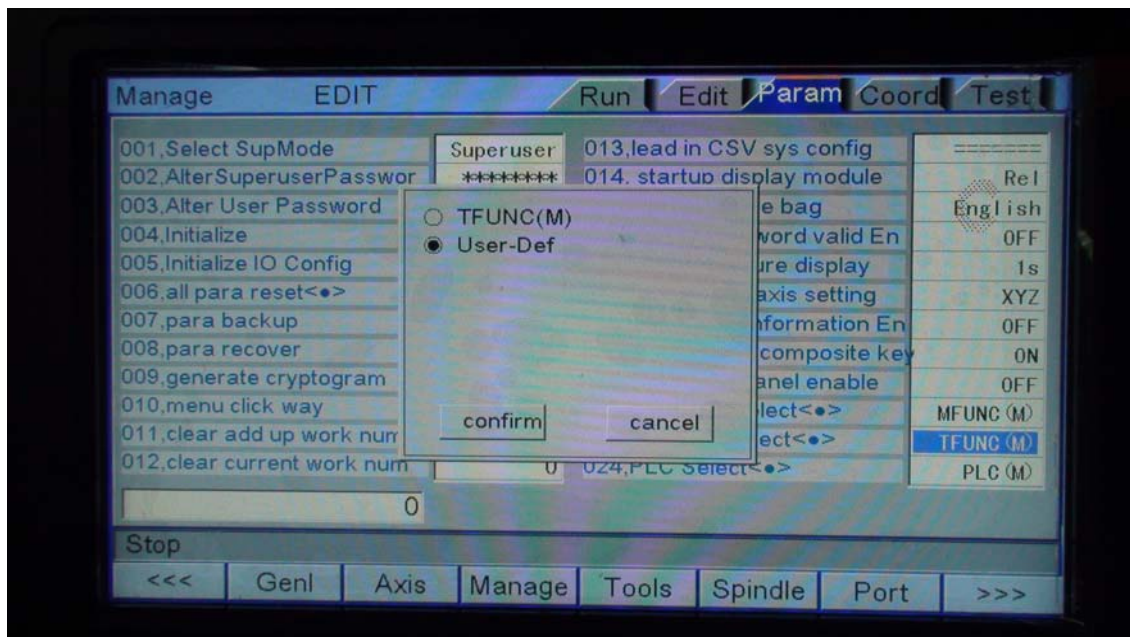 Manage EDIT Run Edit Param Coord Test
001,Select SupMode Superuser
002,AlterSuperuserPasswor ********
003,Alter User Password
004,Initialize
005,Initialize IO Config
006.all para reset<●>
007,para backup
008,para recover
009,generate cryptogram
010,menu click way
011,clear add up work num
012,clear current work num 0
013,lead in CSV sys config =======
014. startup display module Rel
e bag English
word valid En OFF
ure display 1s
axis setting XYZ
nformation En OFF
composite key ON
anel enable OFF
lect<●> MFUNC(M)
ect<●> TFUNC(M)
024,PLC Select<●> PLC(M)
TFUNC(M)
User-Def
confirm cancel
0
Stop
<<< Genl Axis Manage Tools Spindle Port >>>